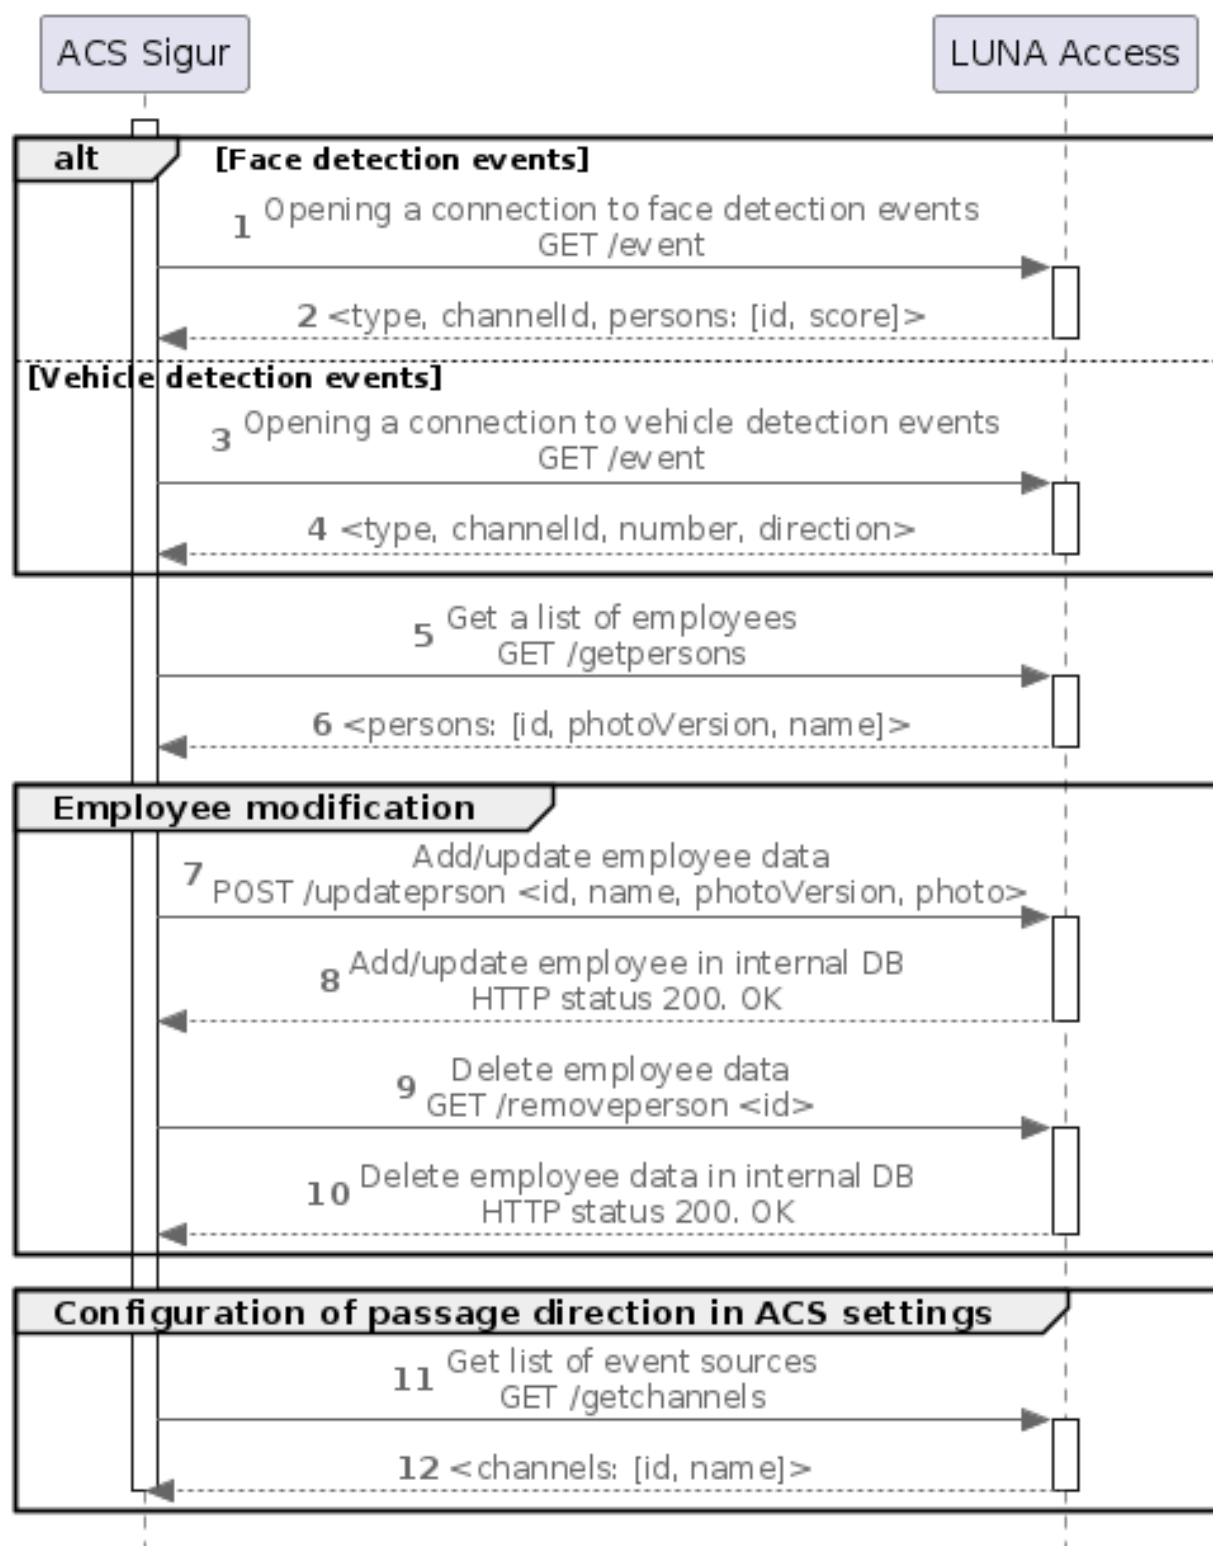 ACS Sigur
LUNA Access
alt
[Face detection events]
1
Opening a connection to face detection events
GET /event
2 <type, channelId, persons: [id, score]>
[Vehicle detection events]
3
Opening a connection to vehicle detection events
GET /event
4 <type, channelId, number, direction>
5
Get a list of employees
GET /getpersons
6 <persons: [id, photoVersion, name]>
Employee modification
7
Add/update employee data
POST /updateprson <id, name, photoVersion, photo>
8
Add/update employee in internal DB
HTTP status 200. OK
9
Delete employee data
GET /removeperson <id>
10
Delete employee data in internal DB
HTTP status 200. OK
Configuration of passage direction in ACS settings
11
Get list of event sources
GET /getchannels
12 <channels: [id, name]>